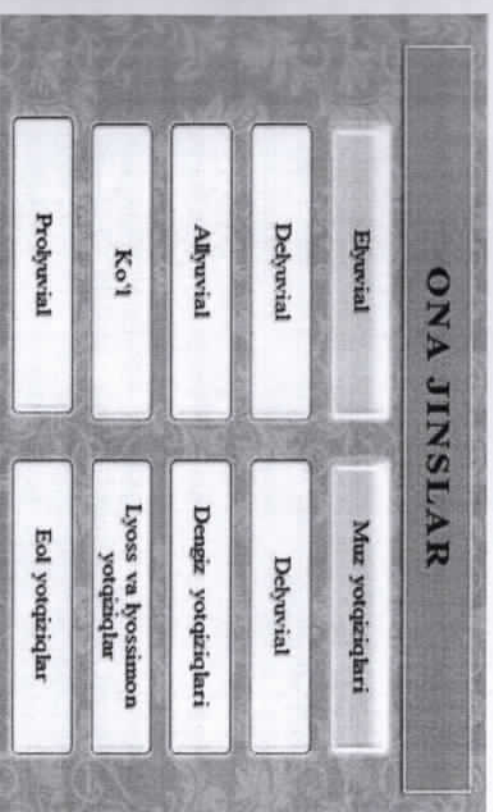 ONA JINSLAR
Elyuvial
Delyuvial
Allyuvial
Ko'l
Prolyuvial
Muz yotqiziqlari
Delyuvial
Dengiz yotqiziqlari
Lyoss va lyossimon
yotqiziqlar
Eol yotqiziqlar